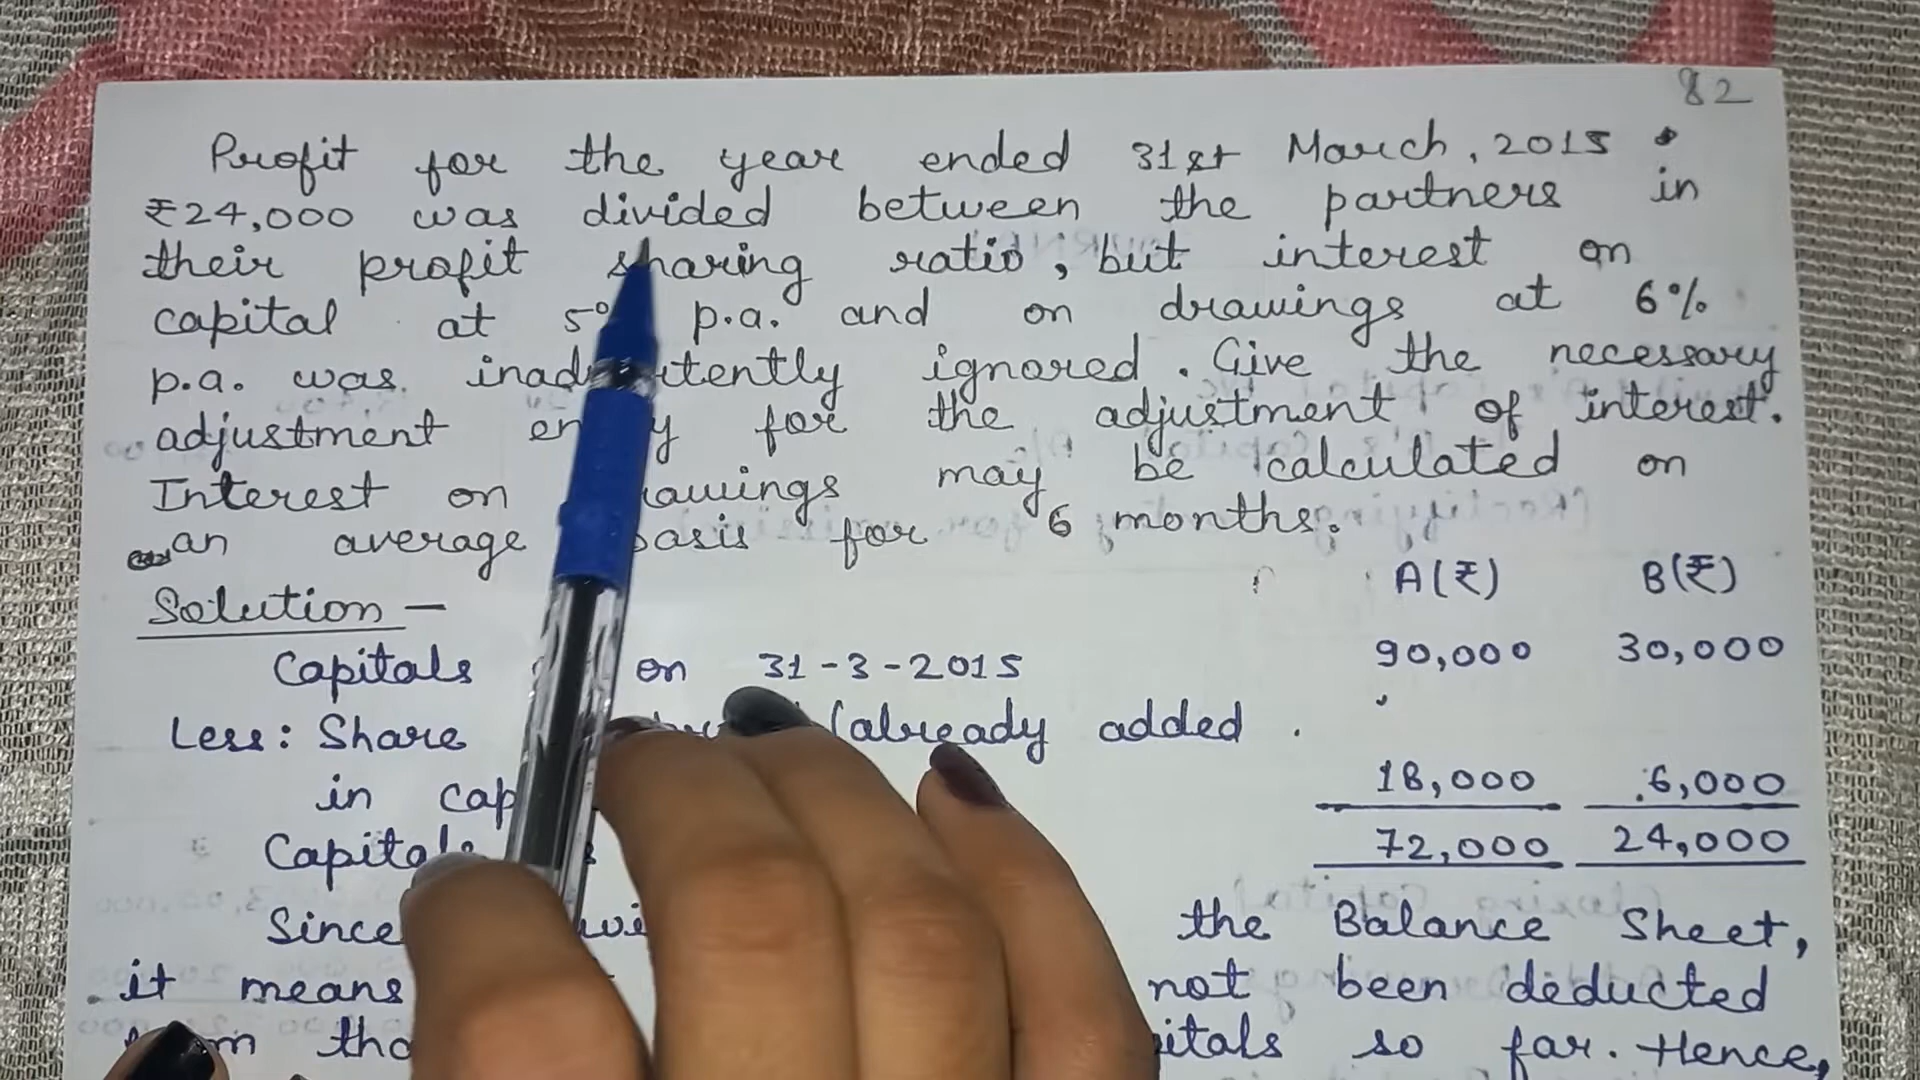 82
Profit for the year ended 31st March, 2015
₹24,000 was divided between the partners in
their profit sharing ratio, but interest on
capital at 5 p.a. and on drawings at 6%
p.a. was ignored. Give the necessary
adjustment for the adjustment of interest.
Interest on may be calculated on
an average basis for 6 months.
Solution - A(₹) B(₹)
Capitals on 31-3-2015 90,000 30,000
Less: Share (already added
in 18,000 6,000
72,000 24,000
Since the Balance Sheet,
it means not been deducted
so far. Hence,